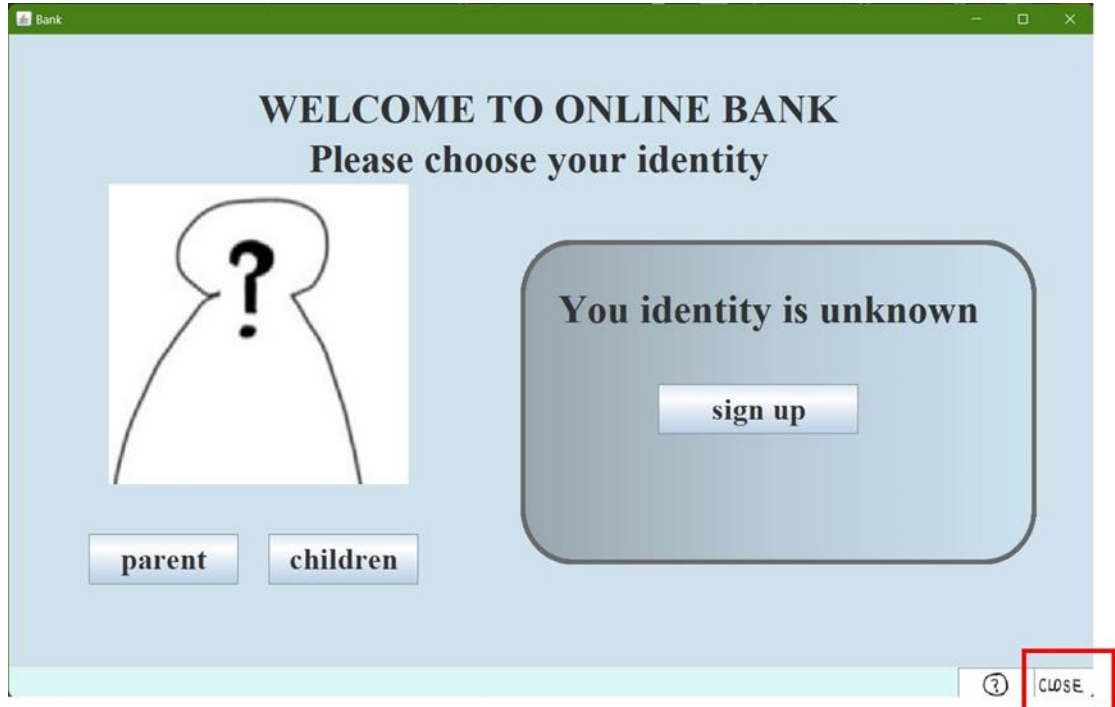 Bank
WELCOME TO ONLINE BANK
Please choose your identity
?
You identity is unknown
sign up
parent
children
?
CLOSE